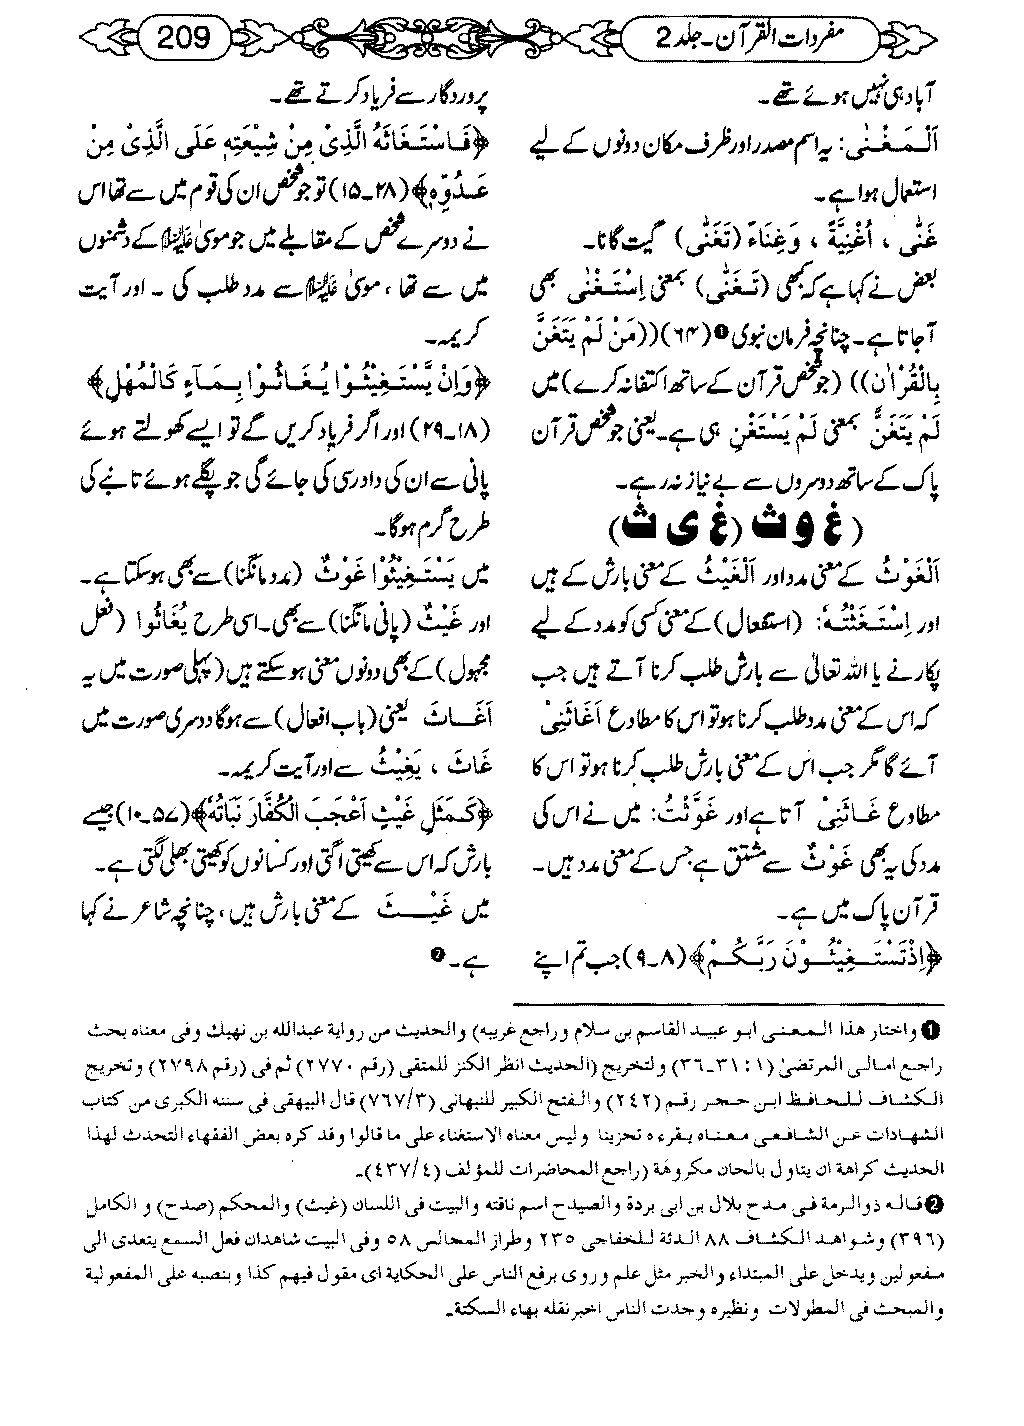 مفردات القرآن۔ جلد 2
209
آباد ہی نہیں ہوئے تھے۔
اَلْمَغْنٰی: یہ اسم مصدر اور ظرف مکان دونوں کے لیے
استعمال ہوا ہے۔
غَنّٰی ، اُغْنِیَّۃً ، وَغِنَاءً (تَغَنّٰی) گیت گانا۔
بعض نے کہا ہے کہ کبھی (تَغَنّٰی) بمعنی اِسْتَغْنٰی بھی
آجاتا ہے۔ چنانچہ فرمان نبوی❶ (۶۴) ((مَنْ لَمْ یَتَغَنَّ
بِالْقُرْاٰنِ)) (جو شخص قرآن کے ساتھ اکتفا نہ کرے) میں
لَمْ یَتَغَنَّ بمعنی لَمْ یَسْتَغْنِ ہی ہے۔ یعنی جو شخص قرآن
پاک کے ساتھ دوسروں سے بے نیاز نہ رہے۔
(غ و ث (غ ی ث)
اَلْغَوْثُ کے معنی مدد اور اَلْغَیْثُ کے معنی بارش کے ہیں
اور اِسْتَغَثْتُہٗ: (استفعال) کے معنی کسی کو مدد کے لیے
پکارنے یا اللہ تعالیٰ سے بارش طلب کرنا آتے ہیں جب
کہ اس کے معنی مدد طلب کرنا ہو تو اس کا مطاوع اَغَاثَنِیْ
آئے گا مگر جب اس کے معنی بارش طلب کرنا ہو تو اس کا
مطاوع غَاثَنِیْ آتا ہے اور غَوَّثْتُ: میں نے اس کی
مدد کی یہ بھی غَوْثٌ سے مشتق ہے جس کے معنی مدد ہیں۔
قرآن پاک میں ہے۔
﴿اِذْ تَسْتَغِیْثُوْنَ رَبَّکُمْ﴾ (۸۔۹) جب تم اپنے
پروردگار سے فریاد کرتے تھے۔
﴿فَاسْتَغَاثَہُ الَّذِیْ مِنْ شِیْعَتِہٖ عَلَی الَّذِیْ مِنْ
عَدُوِّہٖ﴾ (۲۸۔۱۵) تو جو شخص ان کی قوم میں سے تھا اس
نے دوسرے شخص کے مقابلے میں جو موسیٰ علیہ السلام کے دشمنوں
میں سے تھا ، موسیٰ علیہ السلام سے مدد طلب کی ۔ اور آیت
کریمہ۔
﴿وَاِنْ یَّسْتَغِیْثُوْا یُغَاثُوْا بِمَآءٍ کَالْمُہْلِ﴾
(۱۸۔۲۹) اور اگر فریاد کریں گے تو ایسے کھولتے ہوئے
پانی سے ان کی دادرسی کی جائے گی جو پگلے ہوئے تانبے کی
طرح گرم ہوگا۔
میں یَسْتَغِیْثُوْا غَوْثٌ (مدد مانگنا) سے بھی ہوسکتا ہے۔
اور غَیْثٌ (پانی مانگنا) سے بھی۔ اسی طرح یُغَاثُوا (فعل
مجہول) کے بھی دونوں معنی ہو سکتے ہیں (پہلی صورت میں یہ
اَغَاثَ یعنی (باب افعال) سے ہوگا دوسری صورت میں
غَاثَ ، یَغِیْثُ سے اور آیت کریمہ۔
﴿کَمَثَلِ غَیْثٍ اَعْجَبَ الْکُفَّارَ نَبَاتُہٗ﴾ (۵۷۔۱۰) جیسے
بارش کہ اس سے کھیتی اگتی اور کسانوں کو کھیتی بھلی لگتی ہے۔
میں غَیْثٌ کے معنی بارش ہیں، چنانچہ شاعر نے کہا
ہے۔❷
❶ واختار هذا المعنى ابو عبيد القاسم بن سلام وراجع غريبه) والحديث من رواية عبدالله بن نهيك وفى معناه بحث
راجع امالى المرتضىٰ (۱:۳۱۔۳۶) ولتخريج (الحديث انظر الكنز للمتقى (رقم ۲۷۷۰) ثم فى (رقم ۲۷۹۸) وتخريج
الكشاف للحافظ ابن حجر رقم (۲٤۲) والفتح الكبير للنبهانى (۷٦۷/۳) قال البيهقى فى سننه الكبرى من كتاب
الشهادات عن الشافعى معناه يقرءه تحزينا وليس معناه الاستغناء على ما قالوا وقد كره بعض الفقهاء التحدث لهذا
الحديث كراهة ان يتاول بالحان مكروهة (راجع المحاضرات للمؤلف (٤۳۷/٤)۔
❷ قاله ذو الرمة فى مدح بلال بن ابى بردة والصيدح اسم ناقته والبيت فى اللسان (غيث) والمحكم (صدح) و الكامل
(۳۹٦) وشواهد الكشاف ۸۸ الدئة للخفاجى ۲۳۵ وطراز المجالس ۵۸ وفى البيت شاهدان فعل السمع يتعدى الى
مفعولين ويدخل على المبتداء والخبر مثل علم وروى برفع الناس على الحكاية اى مقول فيهم كذا وبنصبه على المفعولية
والمبحث فى المطولات ونظيره وجدت الناس اخبر نقله بهاء السكتة۔